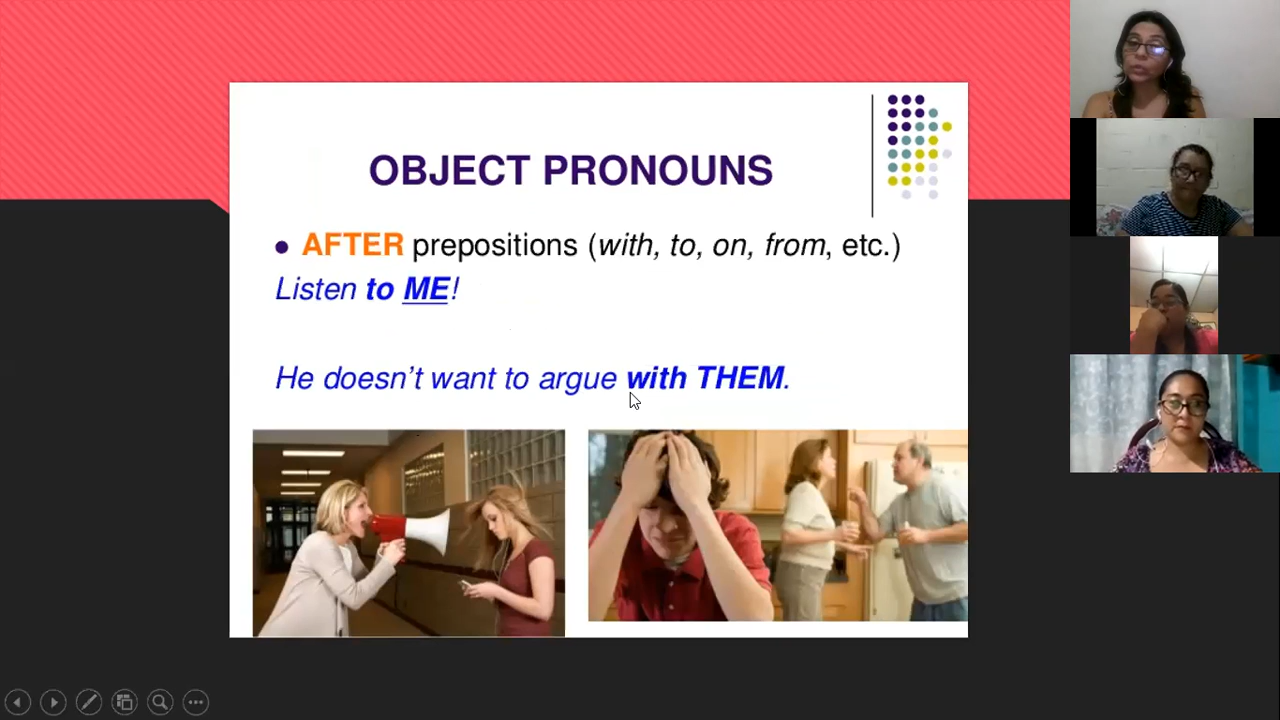 OBJECT PRONOUNS
● AFTER prepositions (with, to, on, from, etc.)
Listen to ME!
He doesn't want to argue with THEM.